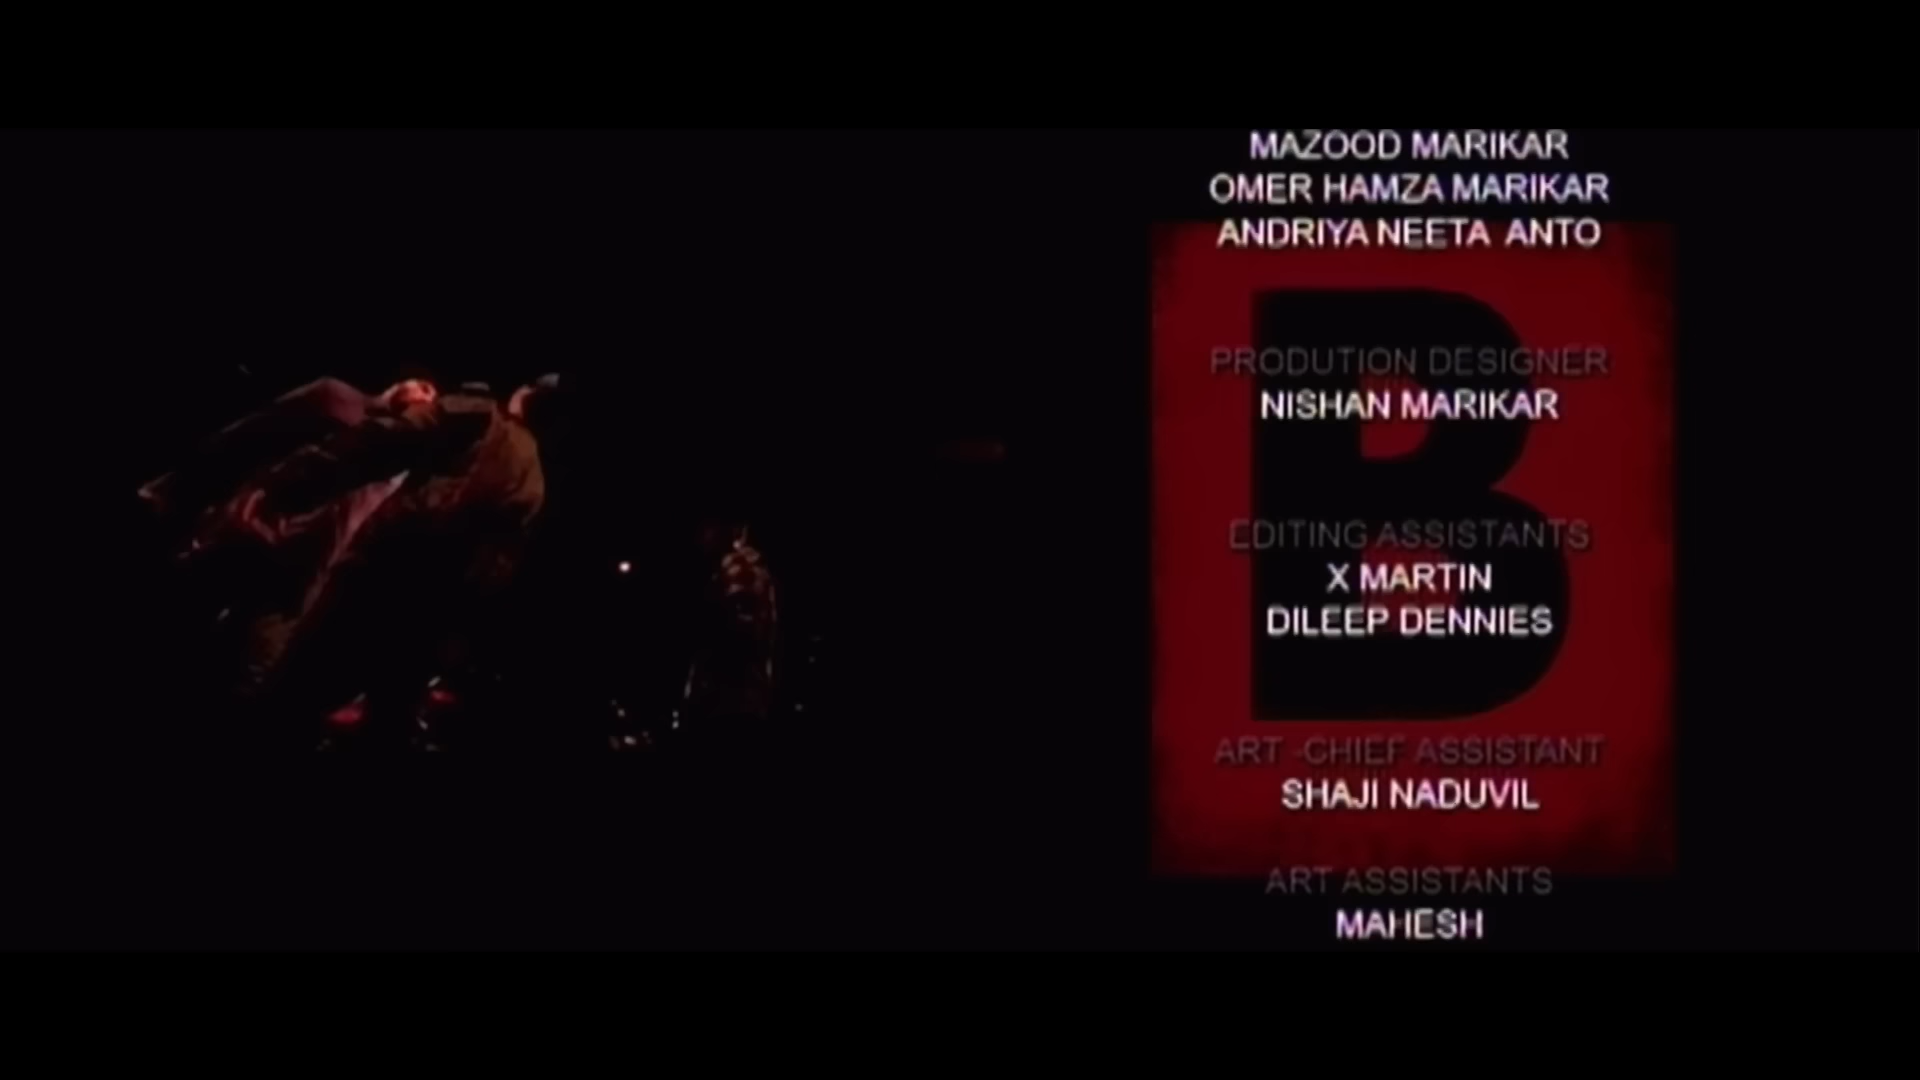 MAZOOD MARIKAR
OMER HAMZA MARIKAR
ANDRIYA NEETA ANTO
B
PRODUTION DESIGNER
NISHAN MARIKAR
EDITING ASSISTANTS
X MARTIN
DILEEP DENNIES
ART -CHIEF ASSISTANT
SHAJI NADUVIL
ART ASSISTANTS
MAHESH